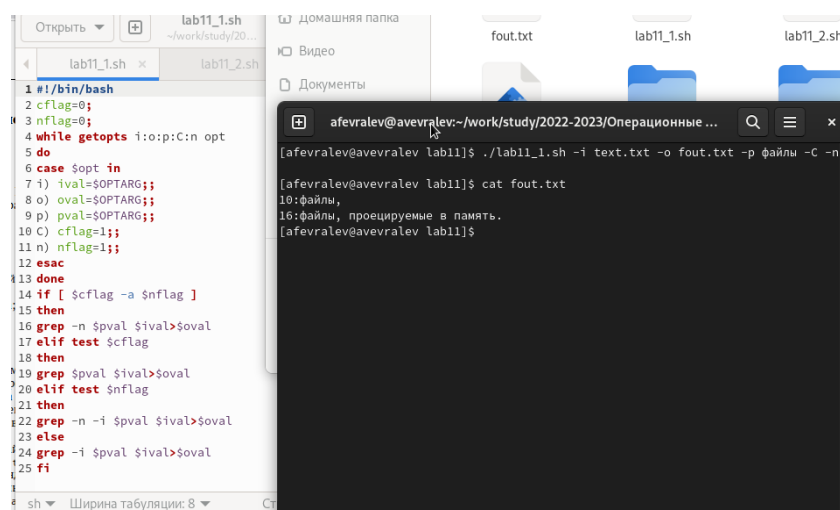 Открыть
lab11_1.sh
~/work/study/20...
lab11_1.sh ×
lab11_2.sh
1 #!/bin/bash
2 cflag=0;
3 nflag=0;
4 while getopts i:o:p:C:n opt
5 do
6 case $opt in
7 i) ival=$OPTARG;;
8 o) oval=$OPTARG;;
9 p) pval=$OPTARG;;
10 C) cflag=1;;
11 n) nflag=1;;
12 esac
13 done
14 if [ $cflag -a $nflag ]
15 then
16 grep -n $pval $ival>$oval
17 elif test $cflag
18 then
19 grep $pval $ival>$oval
20 elif test $nflag
21 then
22 grep -n -i $pval $ival>$oval
23 else
24 grep -i $pval $ival>$oval
25 fi
sh Ширина табуляции: 8 Ст
Домашняя папка
Видео
Документы
fout.txt
lab11_1.sh
lab11_2.sh
afevralev@avevralev:~/work/study/2022-2023/Операционные ...
[afevralev@avevralev lab11]$ ./lab11_1.sh -i text.txt -o fout.txt -p файлы -C -n
[afevralev@avevralev lab11]$ cat fout.txt
10:файлы,
16:файлы, проецируемые в память.
[afevralev@avevralev lab11]$